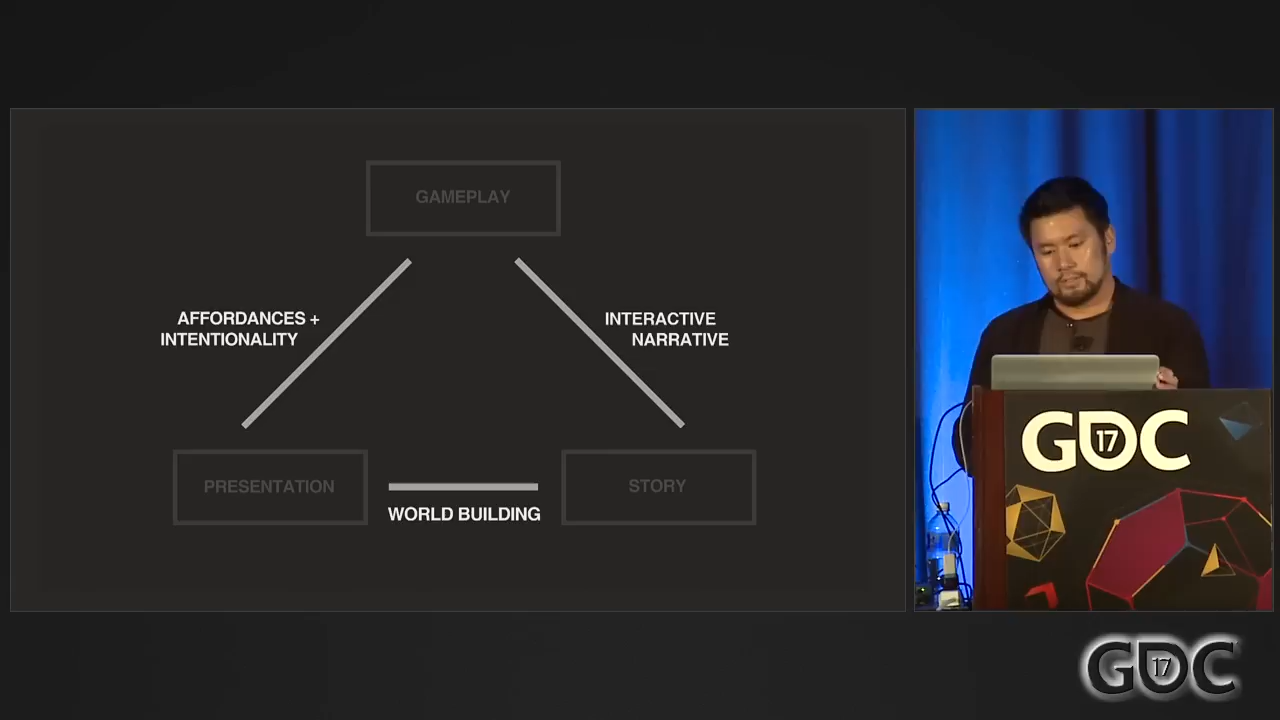 GAMEPLAY
AFFORDANCES +
INTENTIONALITY
INTERACTIVE
NARRATIVE
PRESENTATION
STORY
WORLD BUILDING
GDC
17
GDC
17